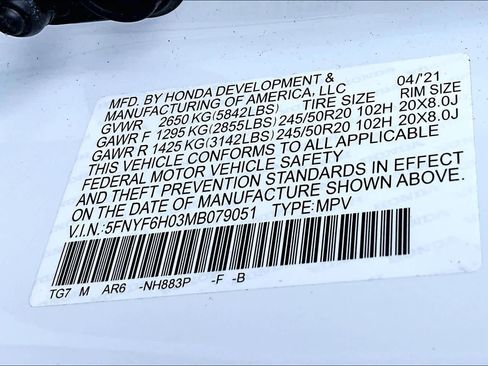 MFD. BY HONDA DEVELOPMENT & 04/'21
MANUFACTURING OF AMERICA, LLC
GVWR 2650 KG(5842LBS) TIRE SIZE RIM SIZE
GAWR F 1295 KG(2855LBS) 245/50R20 102H 20X8.0J
GAWR R 1425 KG(3142LBS) 245/50R20 102H 20X8.0J
THIS VEHICLE CONFORMS TO ALL APPLICABLE
FEDERAL MOTOR VEHICLE SAFETY
AND THEFT PREVENTION STANDARDS IN EFFECT
ON THE DATE OF MANUFACTURE SHOWN ABOVE.
V.I.N.: 5FNYF6H03MB079051 TYPE: MPV
TG7 M AR6 -NH883P -F -B